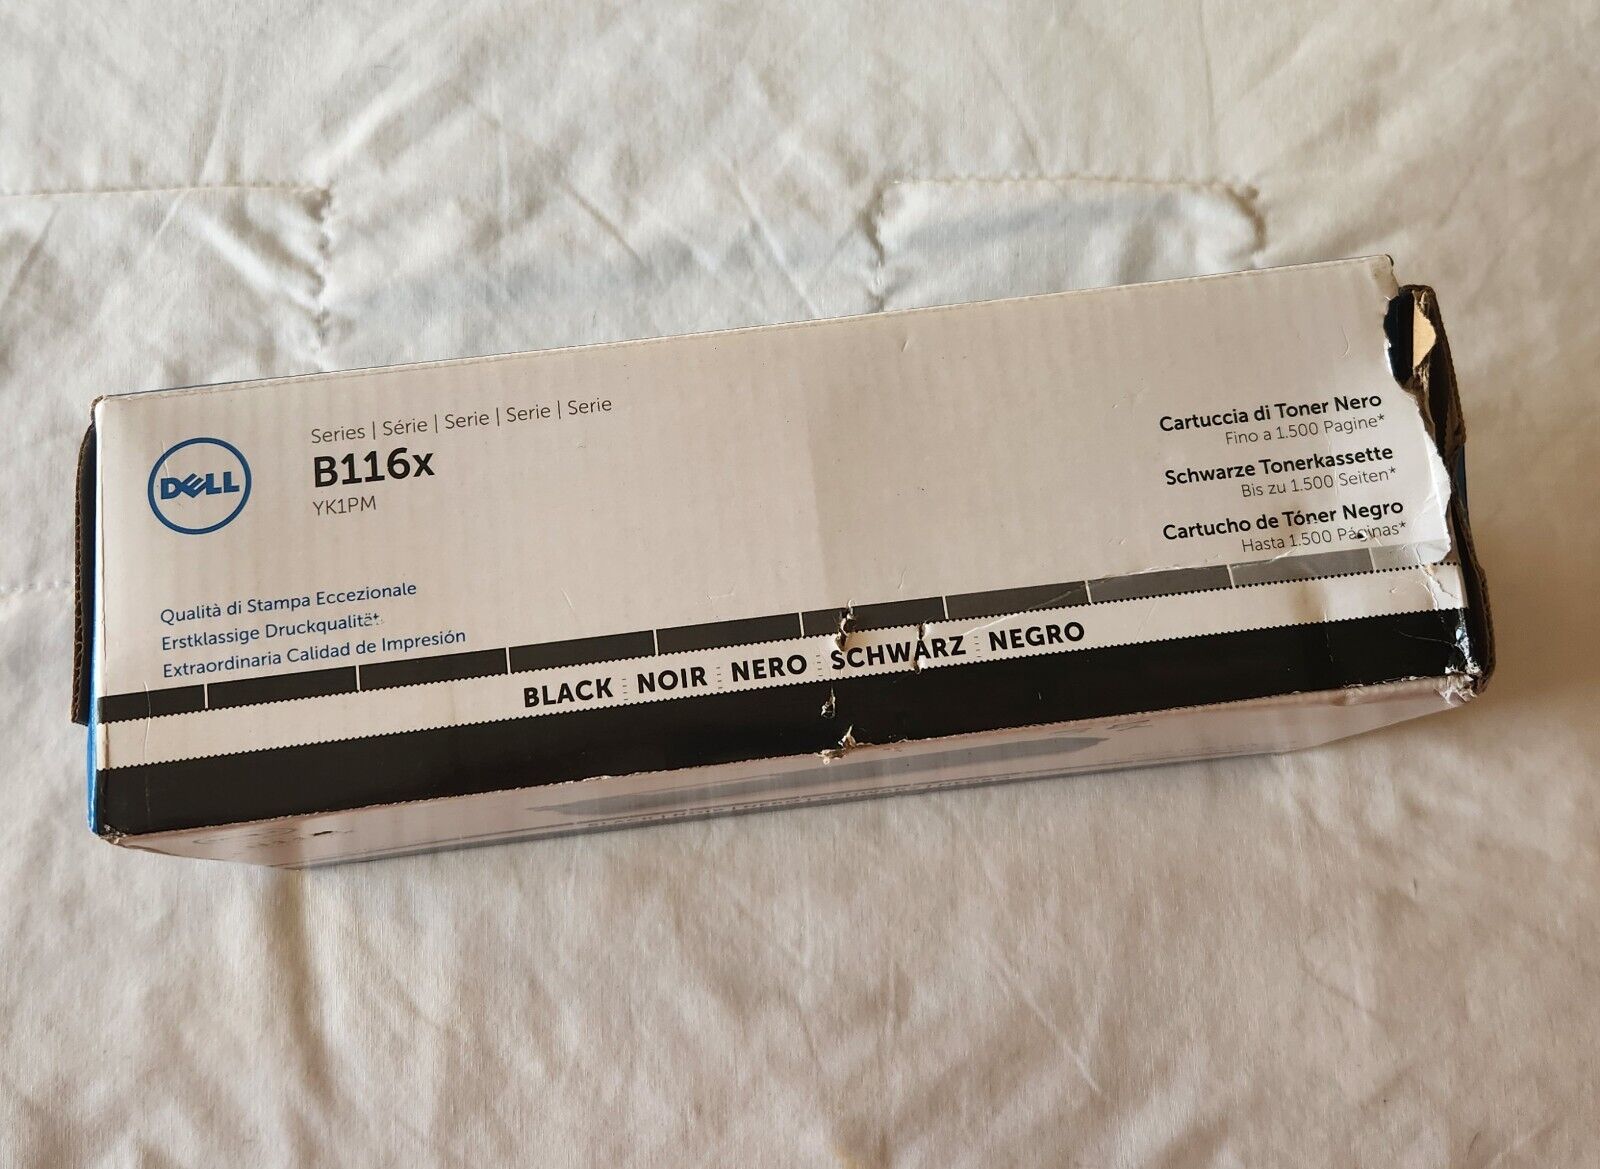 DELL
Series | Série | Serie | Serie | Serie
B116x
YK1PM
Qualità di Stampa Eccezionale
Erstklassige Druckqualität
Extraordinaria Calidad de Impresión
Cartuccia di Toner Nero
Fino a 1.500 Pagine*
Schwarze Tonerkassette
Bis zu 1.500 Seiten*
Cartucho de Tóner Negro
Hasta 1.500 Páginas*
BLACK NOIR NERO SCHWARZ NEGRO